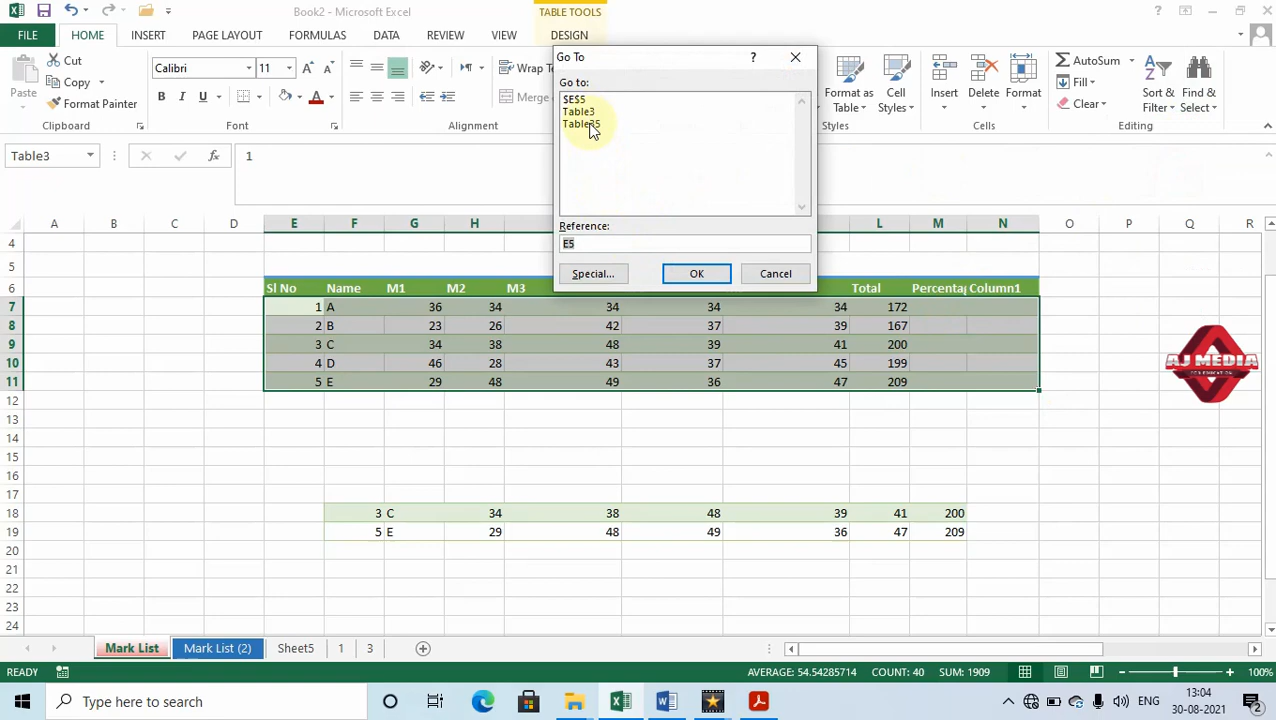 Book2 - Microsoft Excel
TABLE TOOLS
FILE HOME INSERT PAGE LAYOUT FORMULAS DATA REVIEW VIEW DESIGN
Paste
Cut
Copy
Format Painter
Clipboard
Calibri 11
B I U A
Font
Alignment
Format as Table
Cell Styles
Insert
Delete
Format
AutoSum
Fill
Clear
Sort & Filter
Find & Select
Styles
Cells
Editing
Go To
?
Go to:
$E$5
Table3
Table35
Reference:
E5
Special...
OK
Cancel
Table3
fx
1
A B C D E F G H L M N O P Q R
4
5
6 Sl No Name M1 M2 M3 Total Column1
7 1 A 36 34 34 34 34 172
8 2 B 23 26 42 37 39 167
9 3 C 34 38 48 39 41 200
10 4 D 46 28 43 37 45 199
11 5 E 29 48 49 36 47 209
12
13
14
15
16
17
18 3 C 34 38 48 39 41 200
19 5 E 29 48 49 36 47 209
20
21
22
23
24
AJ MEDIA
FOR EDUCATION
Mark List Mark List (2) Sheet5 1 3
READY AVERAGE: 54.54285714 COUNT: 40 SUM: 1909 100%
Type here to search
ENG
13:04
30-08-2021
2